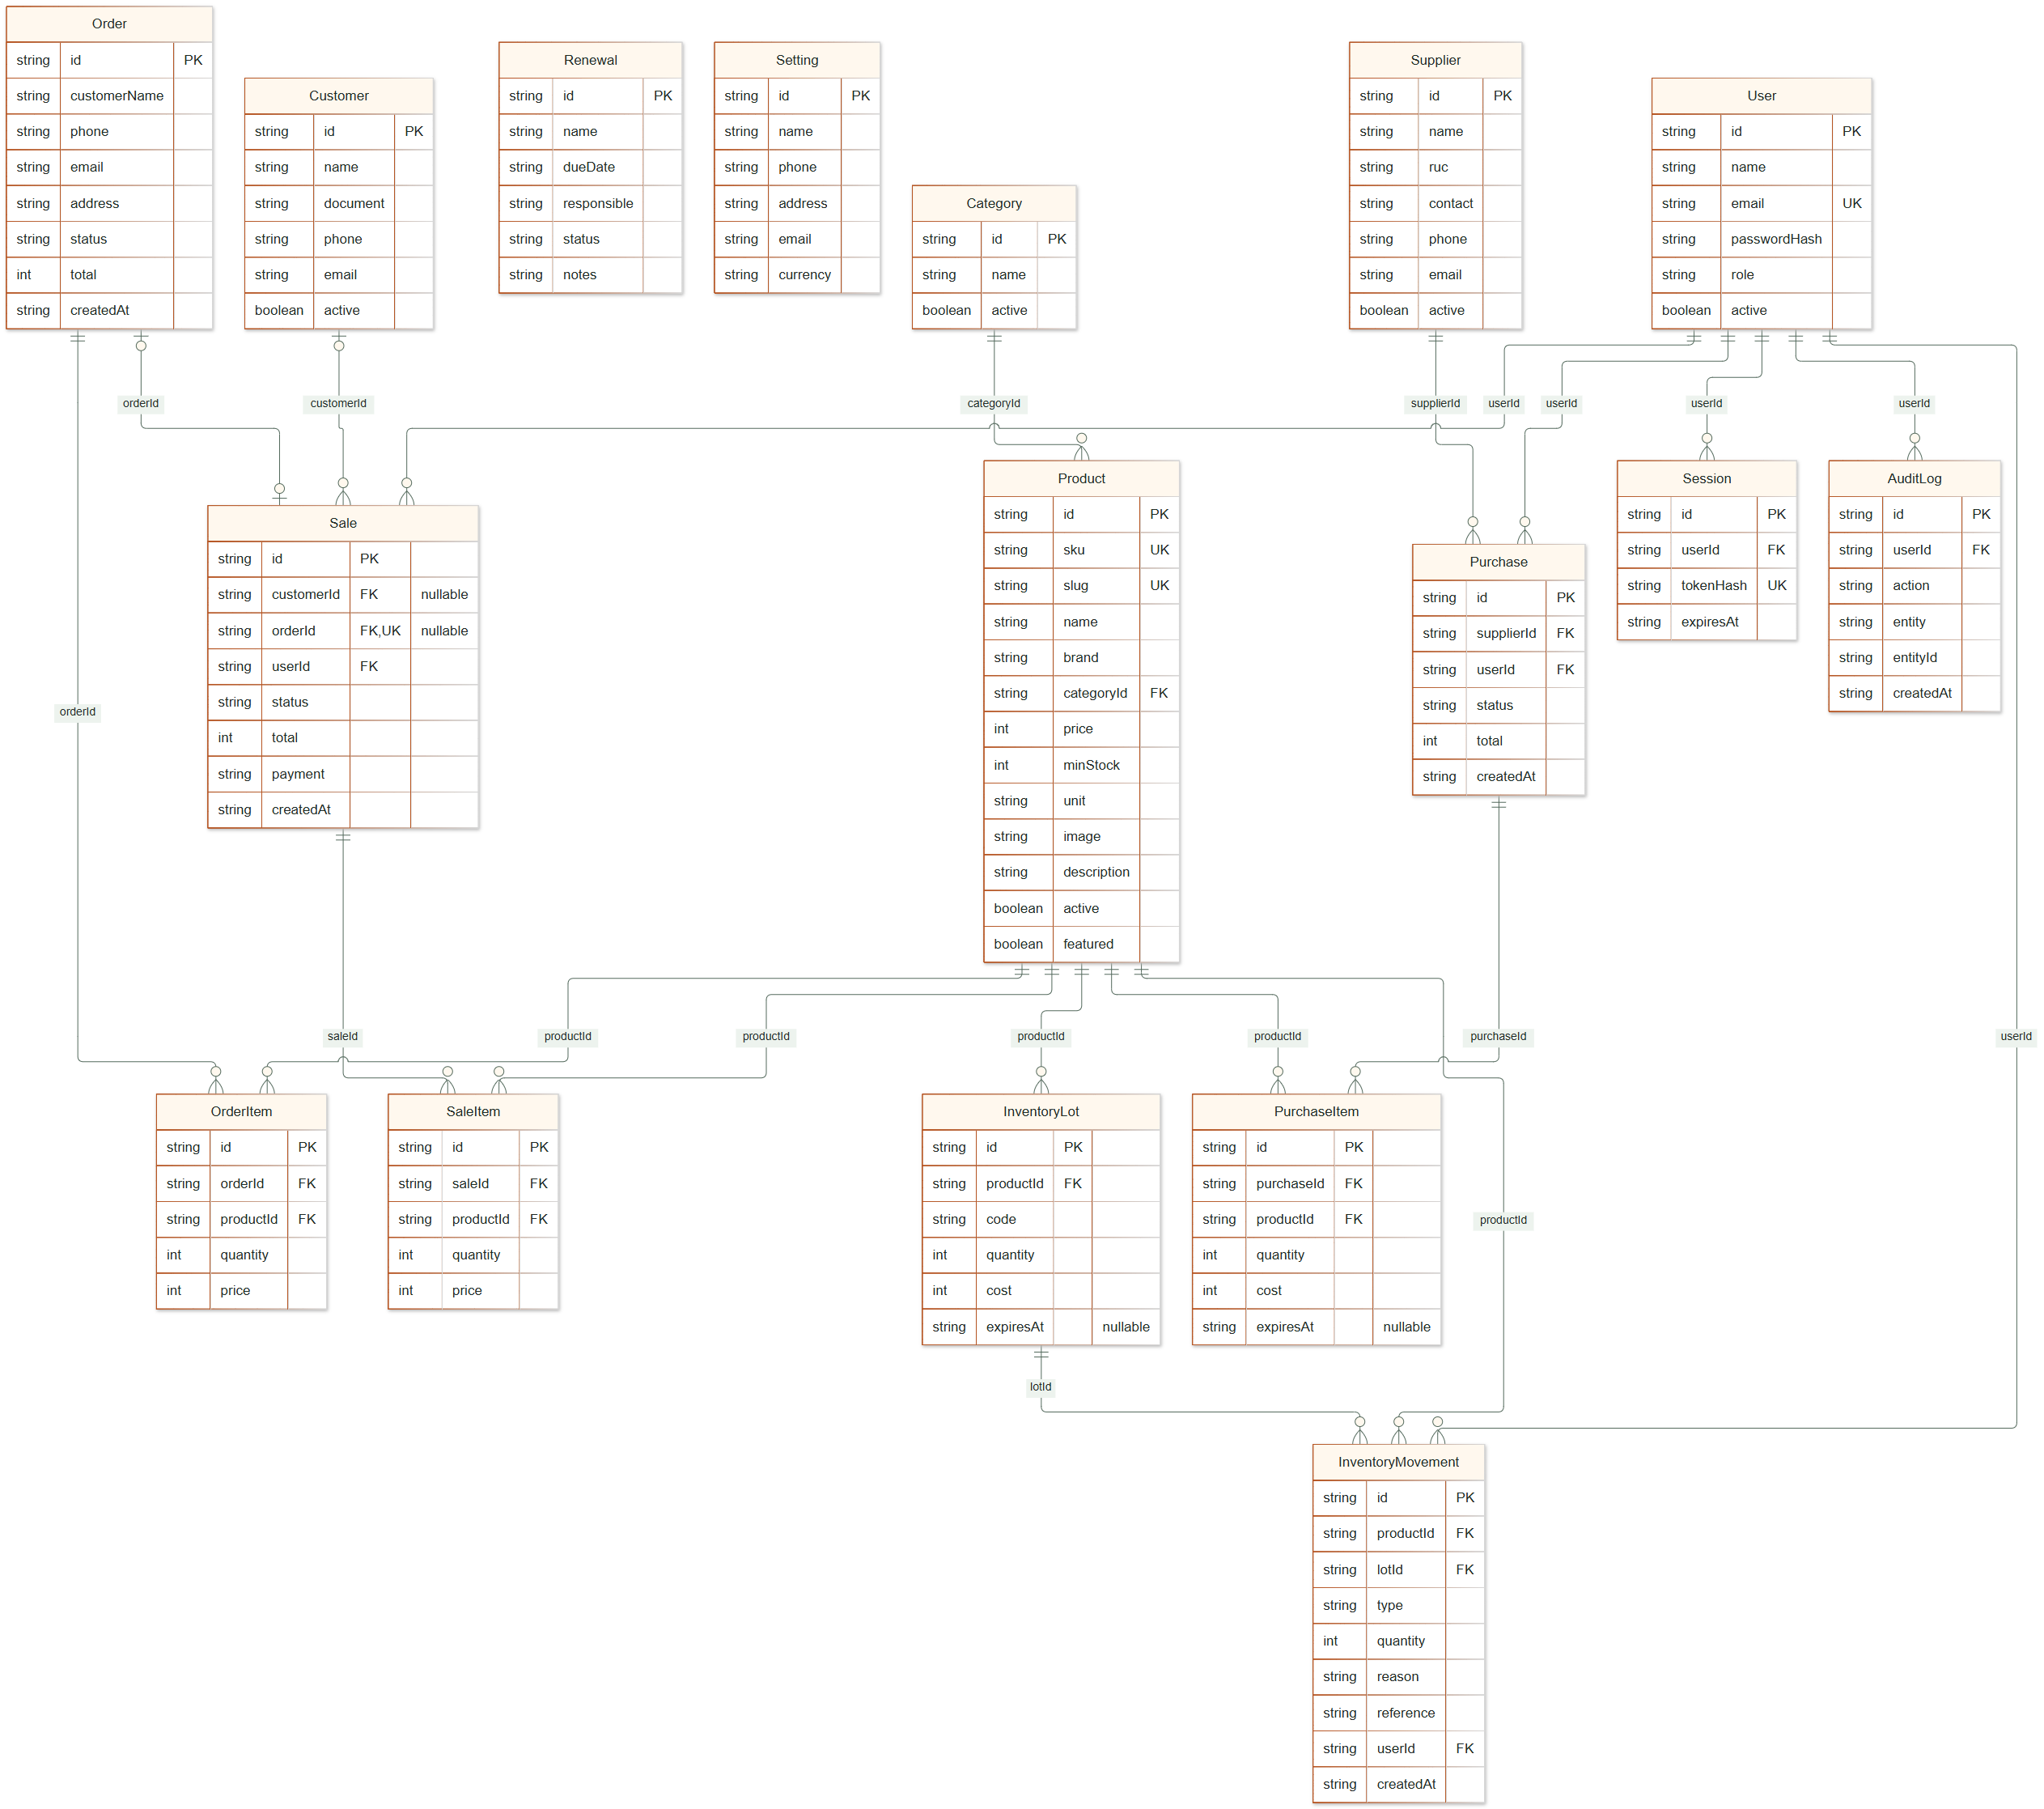 Order
string id PK
string customerName
string phone
string email
string address
string status
int total
string createdAt
Customer
string id PK
string name
string document
string phone
string email
boolean active
Renewal
string id PK
string name
string dueDate
string responsible
string status
string notes
Setting
string id PK
string name
string phone
string address
string email
string currency
Category
string id PK
string name
boolean active
Supplier
string id PK
string name
string ruc
string contact
string phone
string email
boolean active
User
string id PK
string name
string email UK
string passwordHash
string role
boolean active
orderId
customerId
categoryId
supplierId
userId
userId
userId
userId
Sale
string id PK
string customerId FK nullable
string orderId FK,UK nullable
string userId FK
string status
int total
string payment
string createdAt
Product
string id PK
string sku UK
string slug UK
string name
string brand
string categoryId FK
int price
int minStock
string unit
string image
string description
boolean active
boolean featured
Purchase
string id PK
string supplierId FK
string userId FK
string status
int total
string createdAt
Session
string id PK
string userId FK
string tokenHash UK
string expiresAt
AuditLog
string id PK
string userId FK
string action
string entity
string entityId
string createdAt
orderId
saleId
productId
productId
productId
productId
purchaseId
userId
OrderItem
string id PK
string orderId FK
string productId FK
int quantity
int price
SaleItem
string id PK
string saleId FK
string productId FK
int quantity
int price
InventoryLot
string id PK
string productId FK
string code
int quantity
int cost
string expiresAt nullable
PurchaseItem
string id PK
string purchaseId FK
string productId FK
int quantity
int cost
string expiresAt nullable
productId
lotId
InventoryMovement
string id PK
string productId FK
string lotId FK
string type
int quantity
string reason
string reference
string userId FK
string createdAt